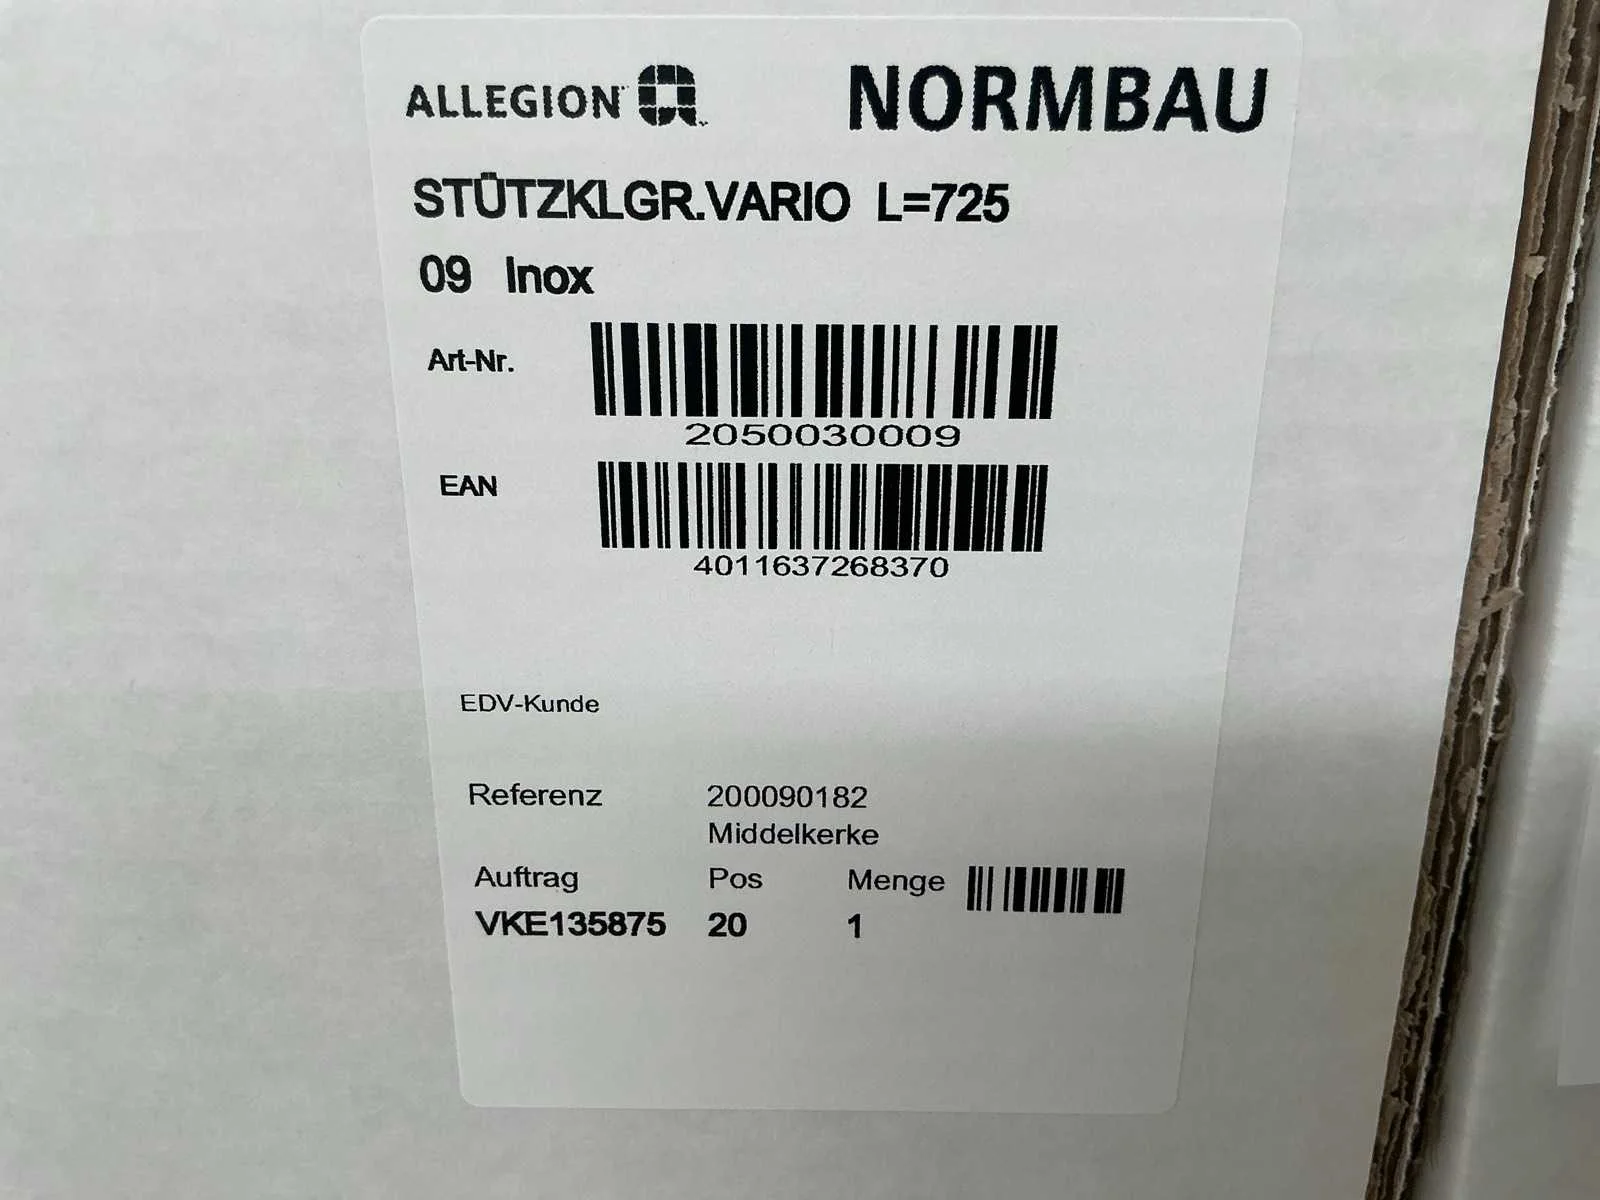 ALLEGION NORMBAU
STÜTZKLGR.VARIO L=725
09 Inox
Art-Nr.
2050030009
EAN
4011637268370
EDV-Kunde
Referenz 200090182
Middelkerke
Auftrag Pos Menge
VKE135875 20 1